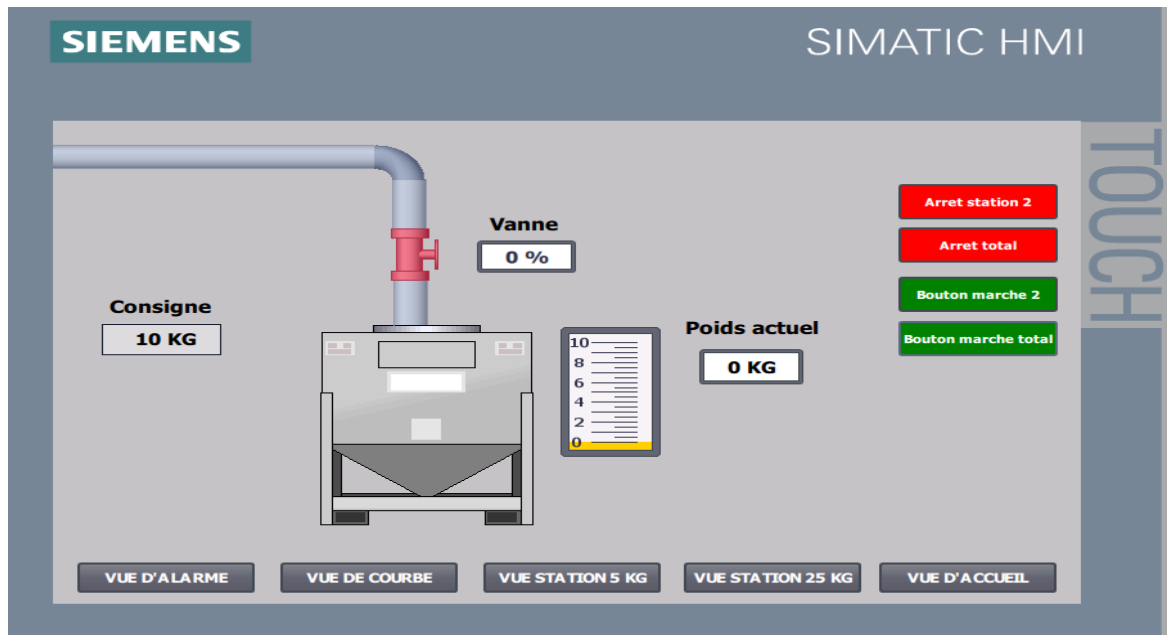 SIEMENS
SIMATIC HMI
TOUCH
Arret station 2
Vanne
Arret total
0 %
Bouton marche 2
Consigne
Poids actuel
10 KG
Bouton marche total
0 KG
10
8
6
4
2
0
VUE D'ALARME
VUE DE COURBE
VUE STATION 5 KG
VUE STATION 25 KG
VUE D'ACCUEIL